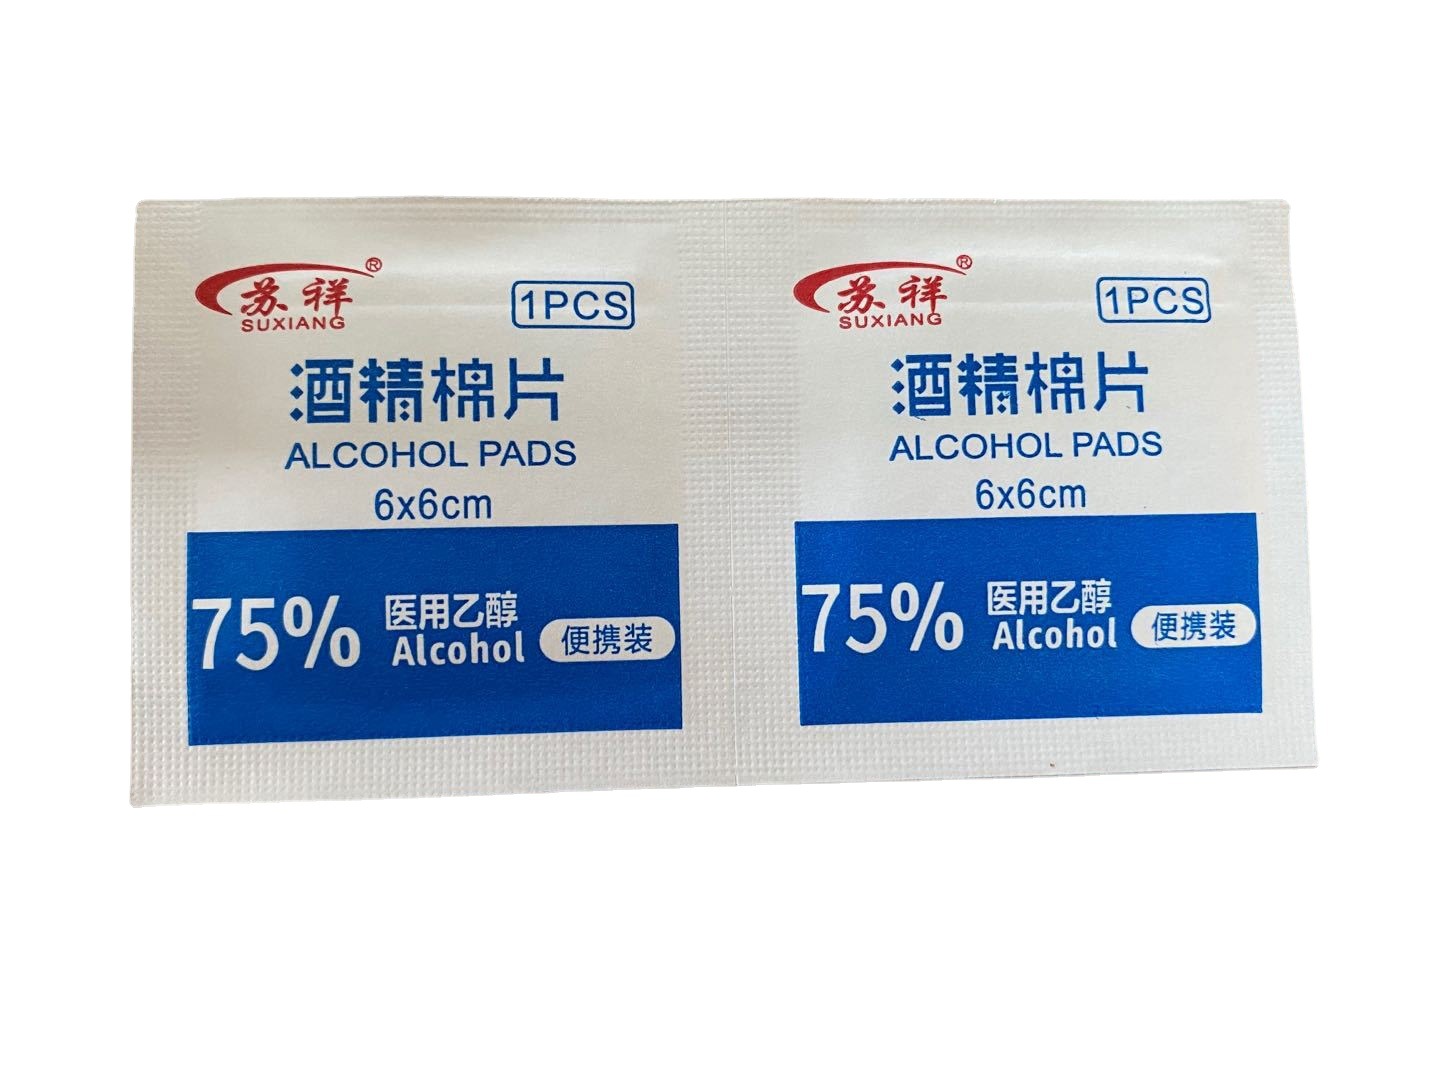 苏祥®
SUXIANG
1PCS
酒精棉片
ALCOHOL PADS
6x6cm
75% 医用乙醇
Alcohol
便携装
苏祥®
SUXIANG
1PCS
酒精棉片
ALCOHOL PADS
6x6cm
75% 医用乙醇
Alcohol
便携装